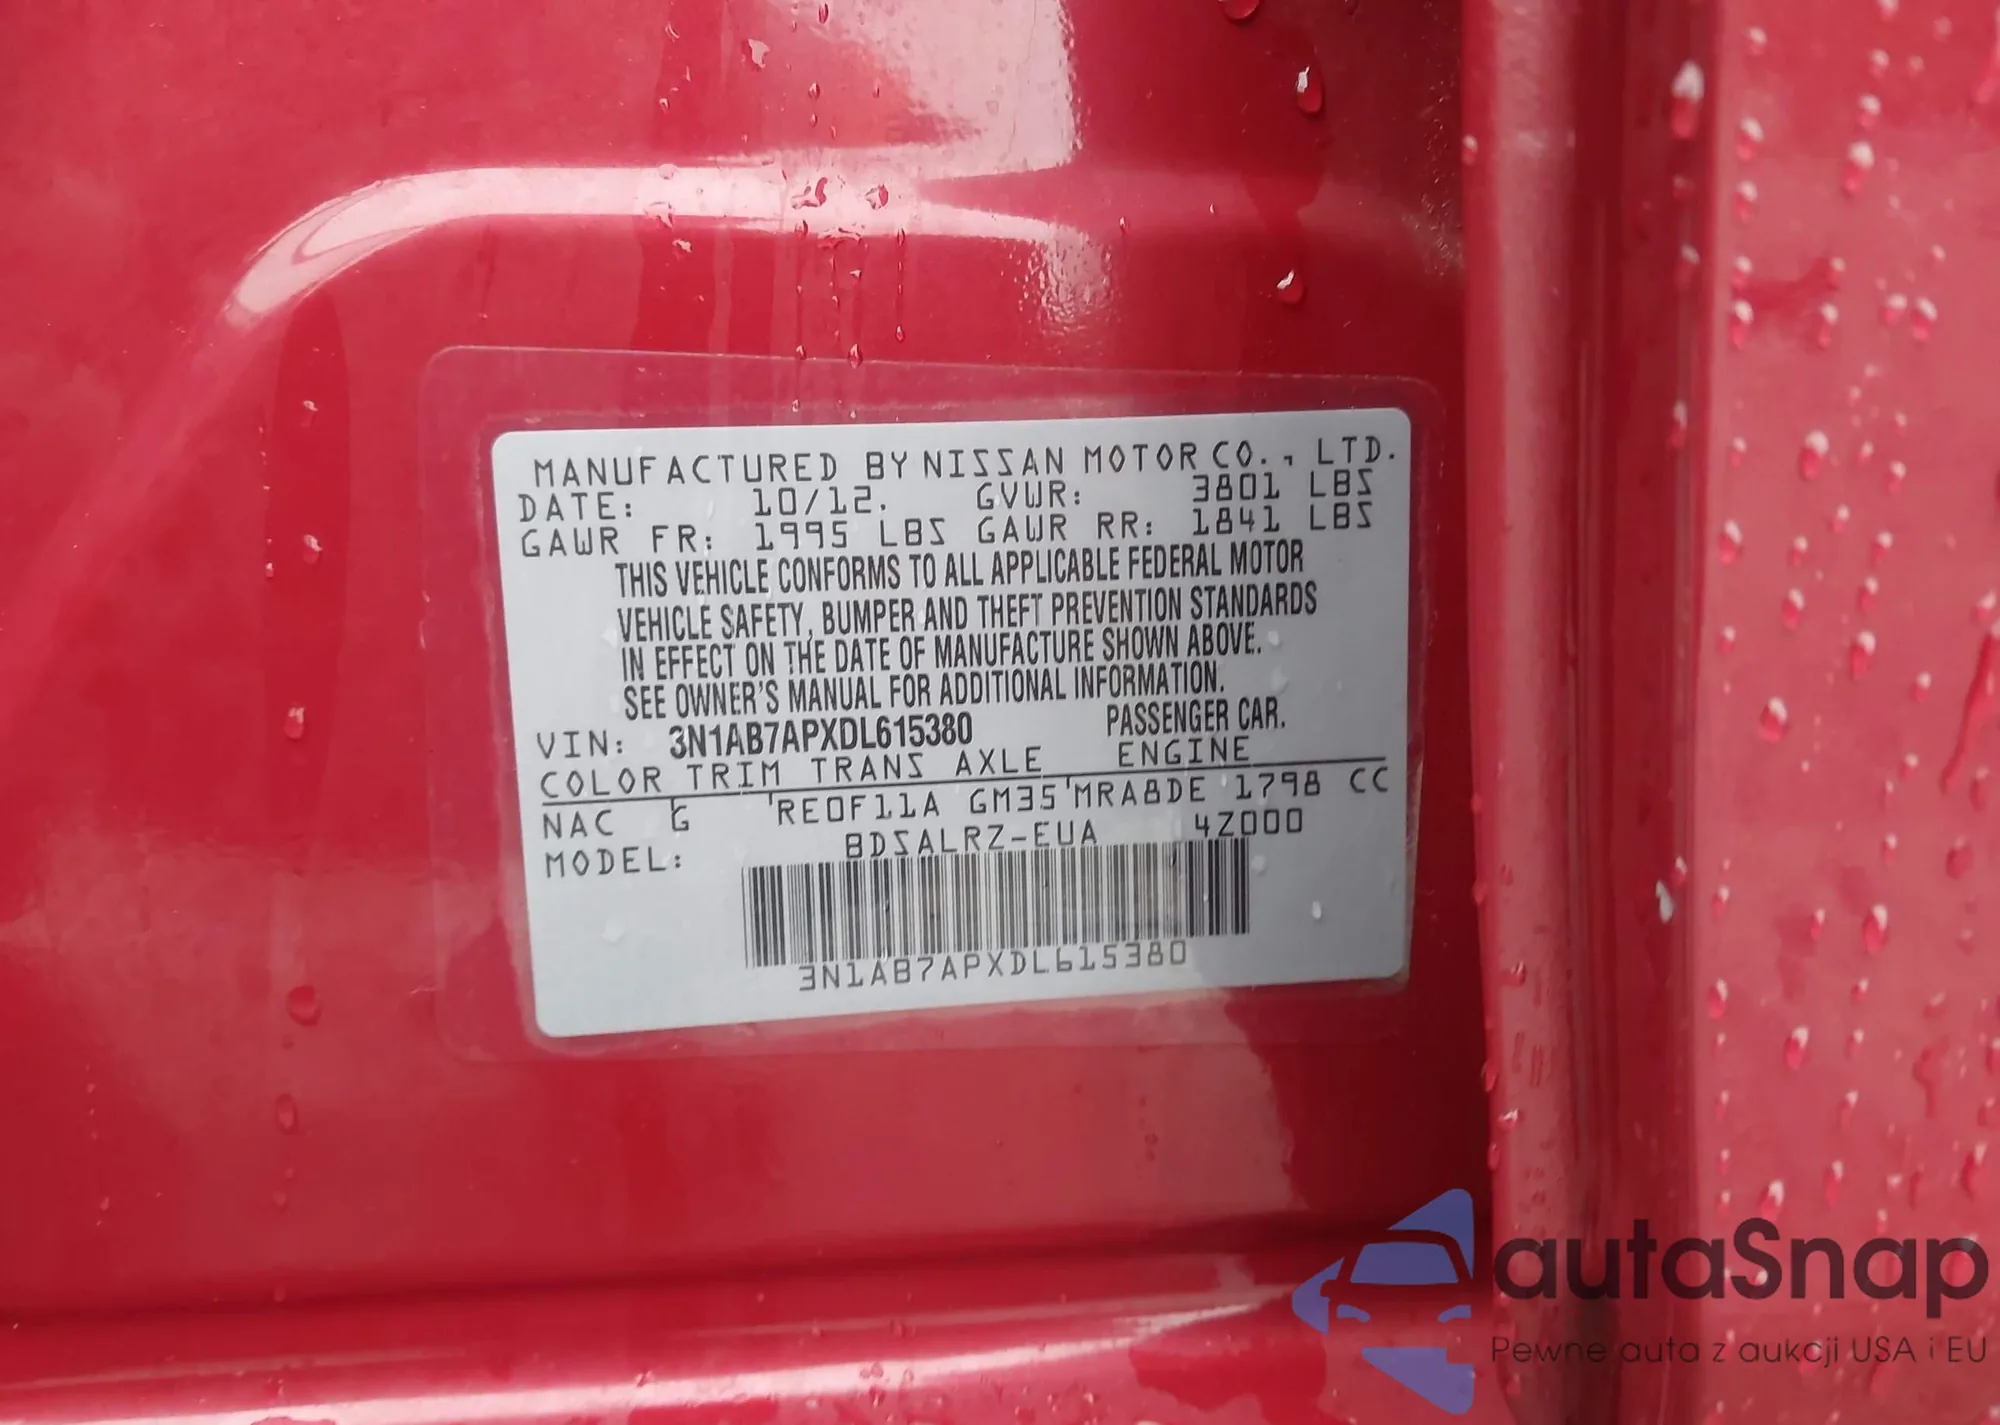 MANUFACTURED BY NISSAN MOTOR CO., LTD.
DATE: 10/12. GVWR: 3801 LBS
GAWR FR: 1995 LBS GAWR RR: 1841 LBS
THIS VEHICLE CONFORMS TO ALL APPLICABLE FEDERAL MOTOR
VEHICLE SAFETY, BUMPER AND THEFT PREVENTION STANDARDS
IN EFFECT ON THE DATE OF MANUFACTURE SHOWN ABOVE.
SEE OWNER'S MANUAL FOR ADDITIONAL INFORMATION.
VIN: 3N1AB7APXDL615380 PASSENGER CAR.
COLOR TRIM TRANS AXLE ENGINE
NAC G RE0F11A GM35 MRA8DE 1798 CC
MODEL: BDSALRZ-EUA 4Z000
3N1AB7APXDL615380
autaSnap
Pewne auta z aukcji USA i EU